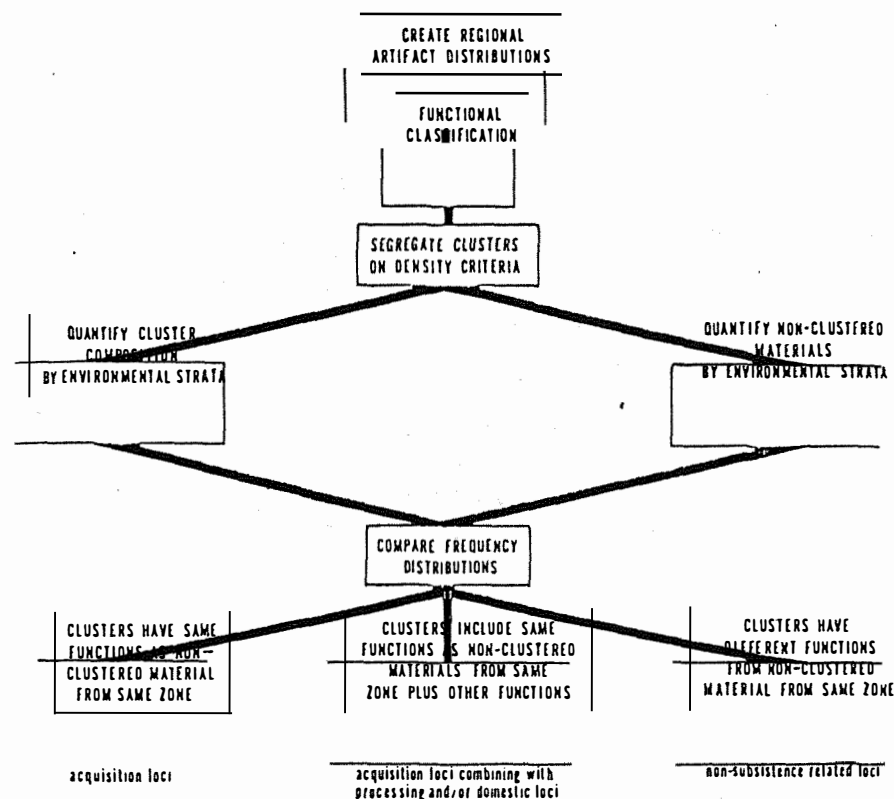 CREATE REGIONAL
ARTIFACT DISTRIBUTIONS
FUNCTIONAL
CLASSIFICATION
SEGREGATE CLUSTERS
ON DENSITY CRITERIA
QUANTIFY CLUSTER
COMPOSITION
BY ENVIRONMENTAL STRATA
QUANTIFY NON-CLUSTERED
MATERIALS
BY ENVIRONMENTAL STRATA
COMPARE FREQUENCY
DISTRIBUTIONS
CLUSTERS HAVE SAME
FUNCTIONS AS NON-
CLUSTERED MATERIAL
FROM SAME ZONE
CLUSTERS INCLUDE SAME
FUNCTIONS AS NON-CLUSTERED
MATERIALS FROM SAME
ZONE PLUS OTHER FUNCTIONS
CLUSTERS HAVE
DIFFERENT FUNCTIONS
FROM NON-CLUSTERED
MATERIAL FROM SAME ZONE
acquisition loci
acquisition loci combining with
processing and/or domestic loci
non-subsistence related loci